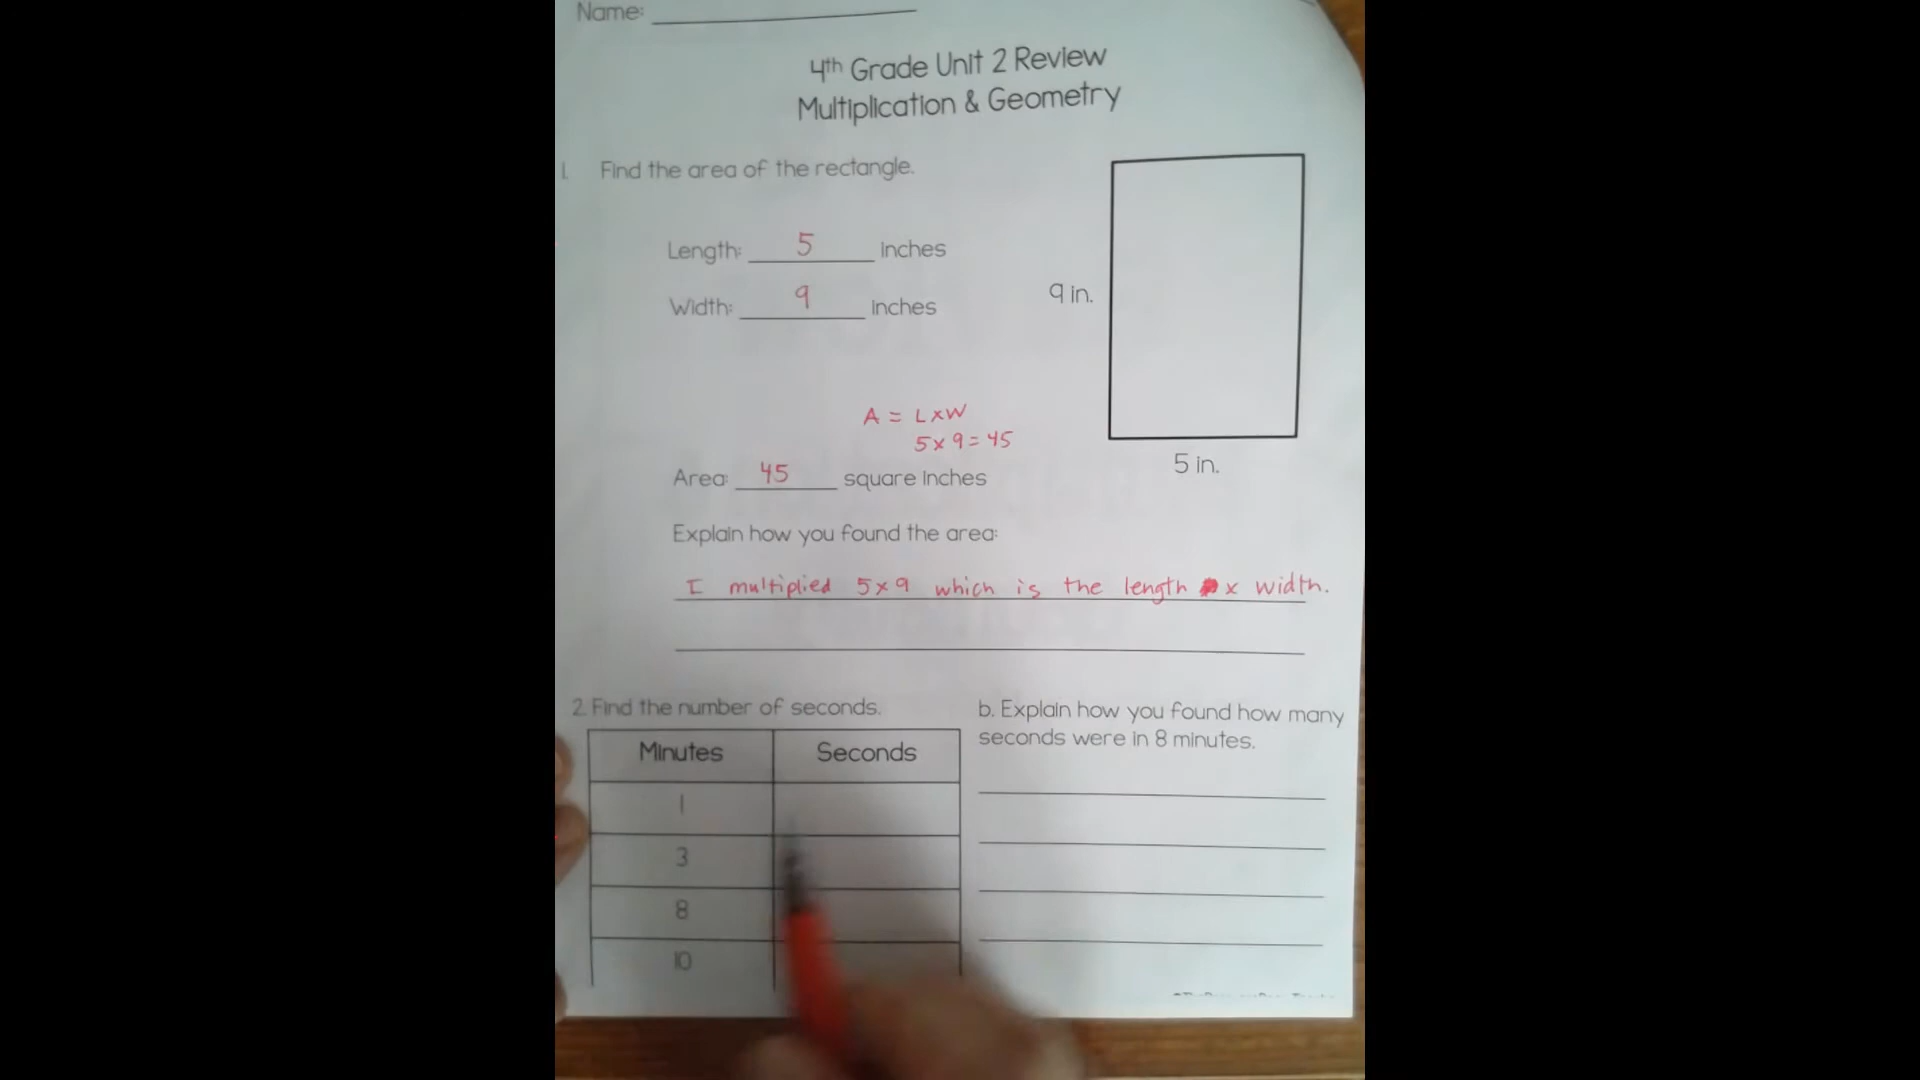 Name:
4th Grade Unit 2 Review
Multiplication & Geometry
1. Find the area of the rectangle.
Length: 5 inches
Width: 9 inches
9 in.
A = L x W
5 x 9 = 45
5 in.
Area: 45 square inches
Explain how you found the area:
I multiplied 5 x 9 which is the length x width.
2. Find the number of seconds.
Minutes Seconds
1
3
8
10
b. Explain how you found how many
seconds were in 8 minutes.